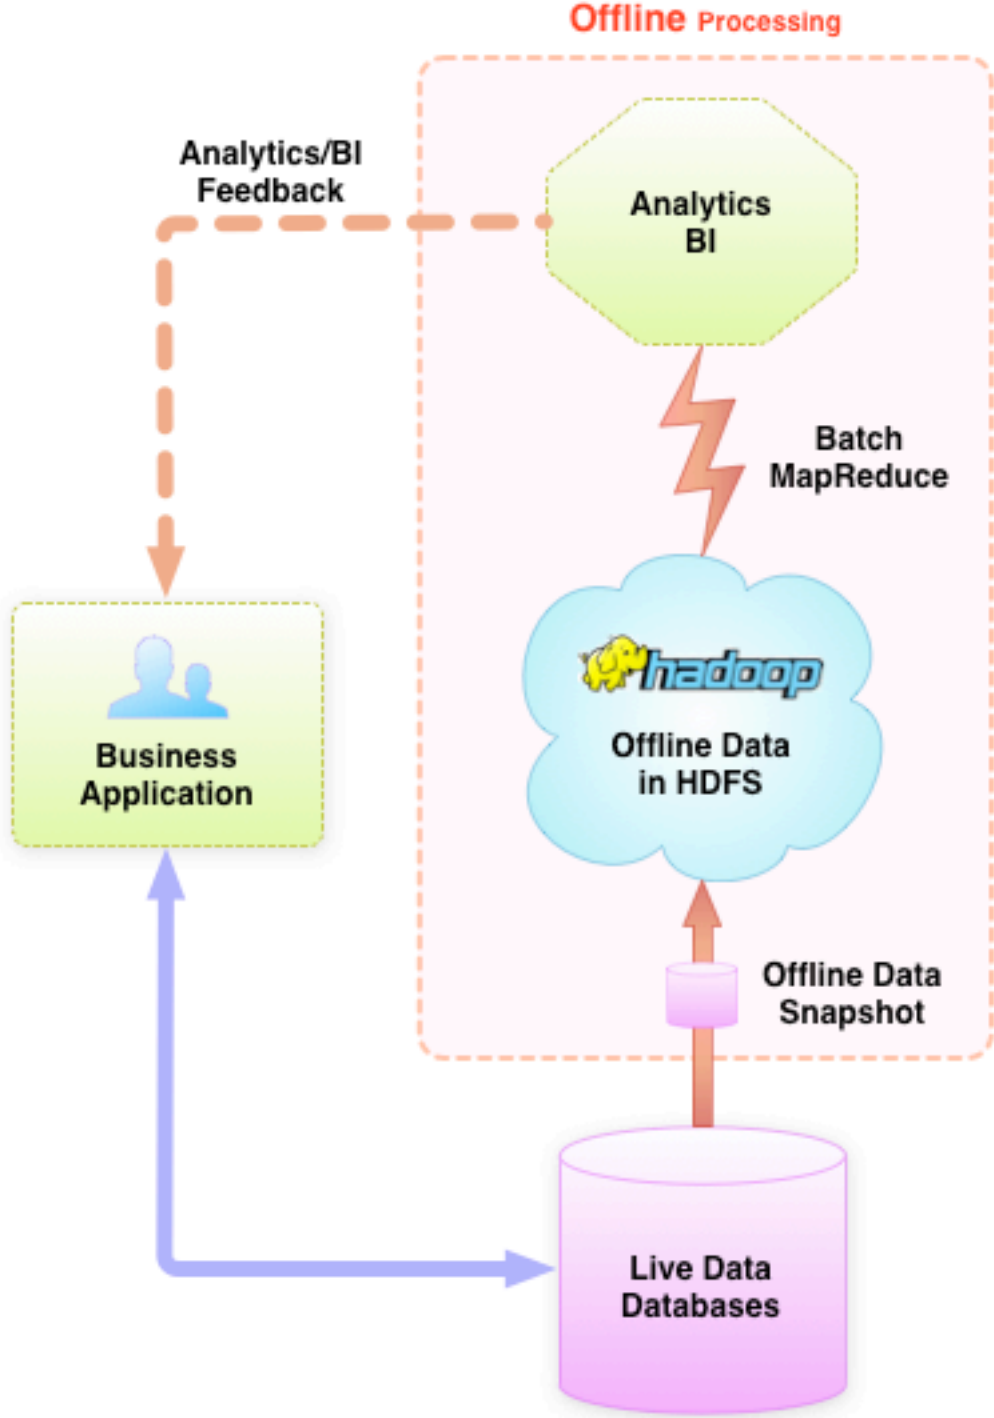 Offline Processing
Analytics/BI
Feedback
Analytics
BI
Batch
MapReduce
hadoop
Offline Data
in HDFS
Business
Application
Offline Data
Snapshot
Live Data
Databases